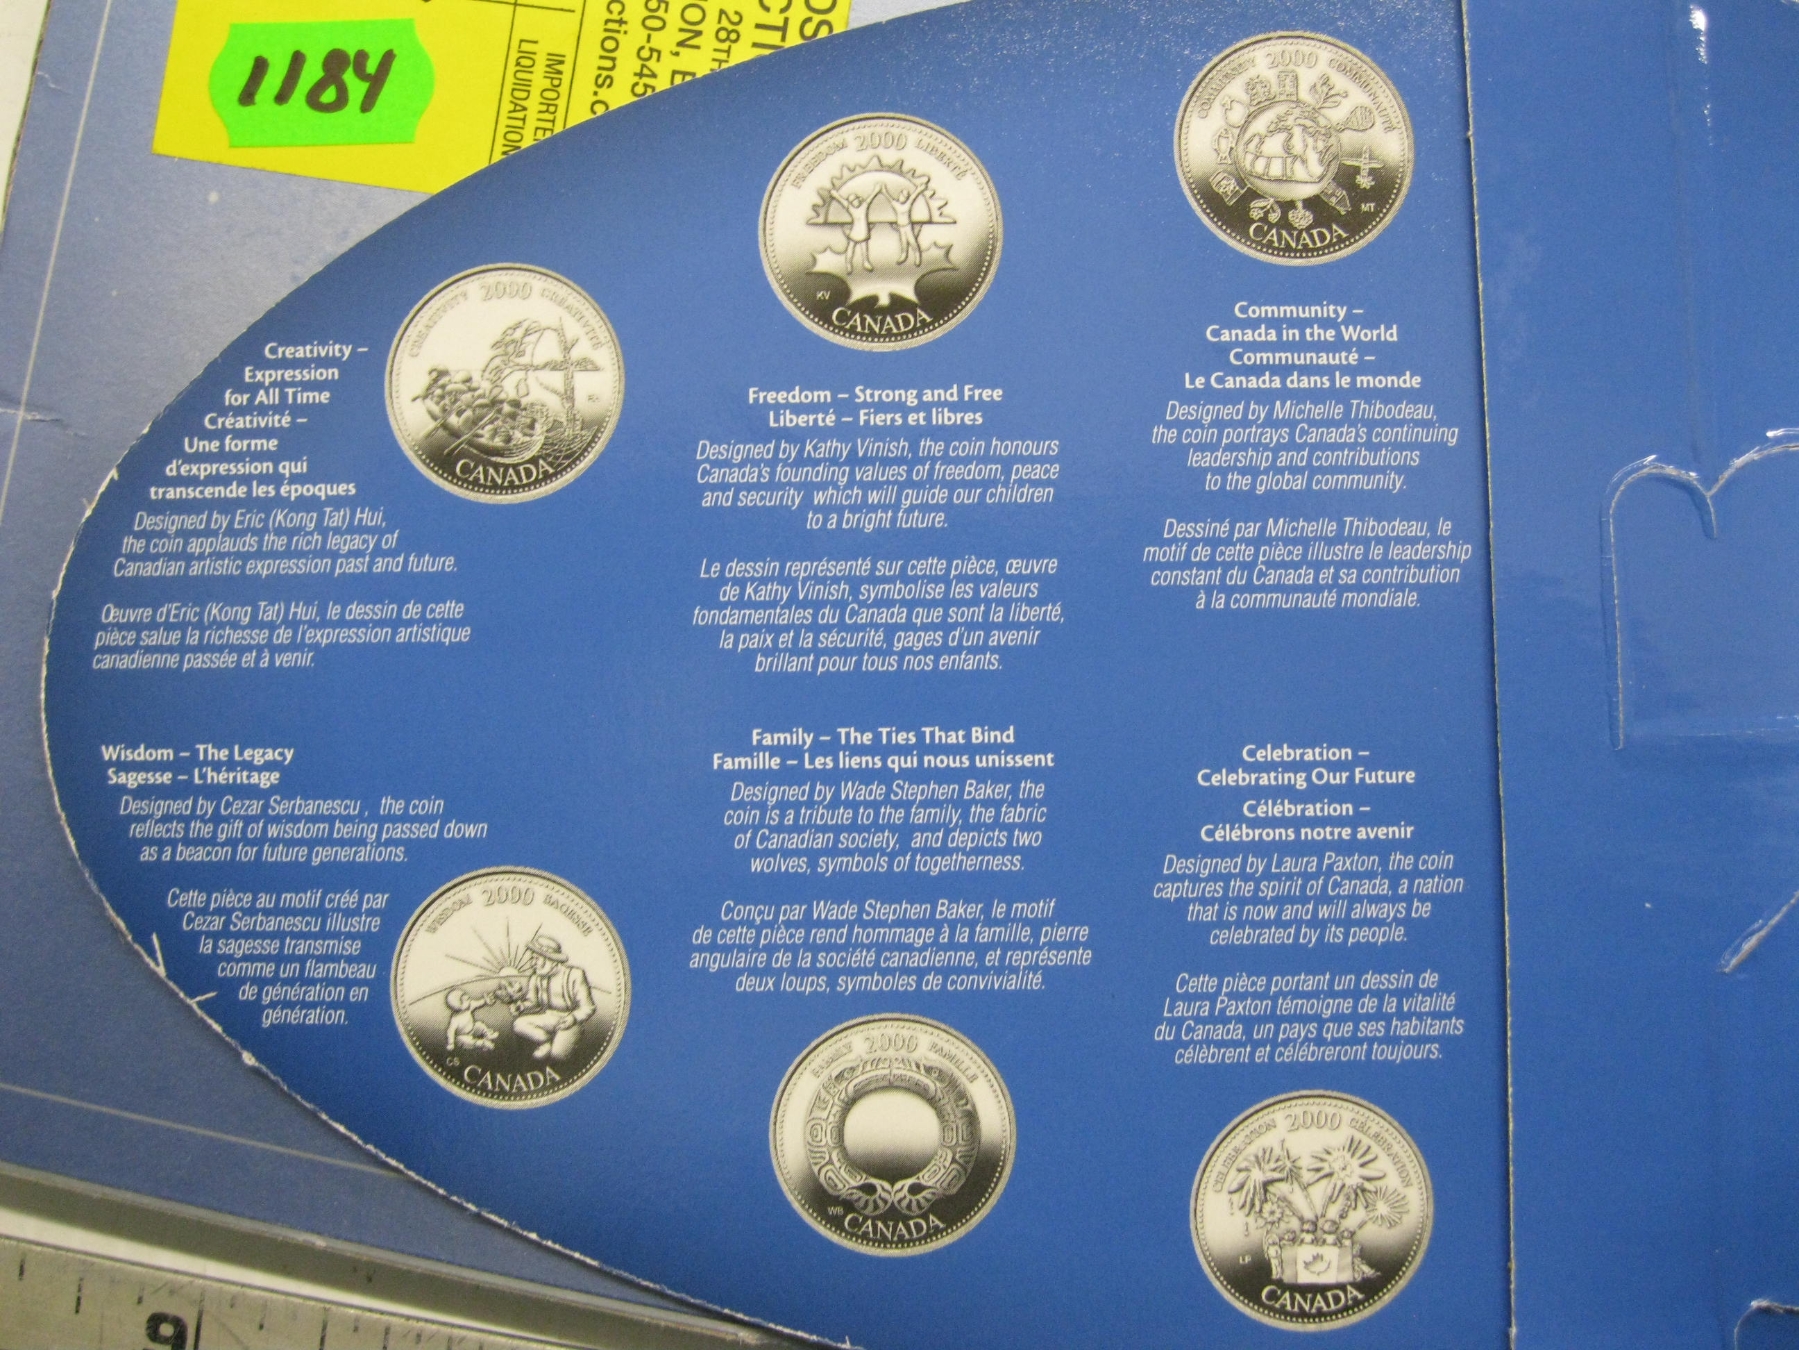 1184
IMPORTE
LIQUIDATION
ctions.c
50-545
ION, E
28TH
CTI
OS
CREATIVITY 2000 CRÉATIVITÉ
CANADA
Creativity –
Expression
for All Time
Créativité –
Une forme
d'expression qui
transcende les époques
Designed by Eric (Kong Tat) Hui,
the coin applauds the rich legacy of
Canadian artistic expression past and future.
Œuvre d'Eric (Kong Tat) Hui, le dessin de cette
pièce salue la richesse de l'expression artistique
canadienne passée et à venir.
FREEDOM 2000 LIBERTÉ
KV
CANADA
Freedom – Strong and Free
Liberté – Fiers et libres
Designed by Kathy Vinish, the coin honours
Canada's founding values of freedom, peace
and security which will guide our children
to a bright future.
Le dessin représenté sur cette pièce, œuvre
de Kathy Vinish, symbolise les valeurs
fondamentales du Canada que sont la liberté,
la paix et la sécurité, gages d'un avenir
brillant pour tous nos enfants.
COMMUNITY 2000 COMMUNAUTÉ
MT
CANADA
Community –
Canada in the World
Communauté –
Le Canada dans le monde
Designed by Michelle Thibodeau,
the coin portrays Canada's continuing
leadership and contributions
to the global community.
Dessiné par Michelle Thibodeau, le
motif de cette pièce illustre le leadership
constant du Canada et sa contribution
à la communauté mondiale.
Wisdom – The Legacy
Sagesse – L'héritage
Designed by Cezar Serbanescu , the coin
reflects the gift of wisdom being passed down
as a beacon for future generations.
Cette pièce au motif créé par
Cezar Serbanescu illustre
la sagesse transmise
comme un flambeau
de génération en
génération.
WISDOM 2000 SAGESSE
CS
CANADA
Family – The Ties That Bind
Famille – Les liens qui nous unissent
Designed by Wade Stephen Baker, the
coin is a tribute to the family, the fabric
of Canadian society, and depicts two
wolves, symbols of togetherness.
Conçu par Wade Stephen Baker, le motif
de cette pièce rend hommage à la famille, pierre
angulaire de la société canadienne, et représente
deux loups, symboles de convivialité.
FAMILY 2000 FAMILLE
WB
CANADA
Celebration –
Celebrating Our Future
Célébration –
Célébrons notre avenir
Designed by Laura Paxton, the coin
captures the spirit of Canada, a nation
that is now and will always be
celebrated by its people.
Cette pièce portant un dessin de
Laura Paxton témoigne de la vitalité
du Canada, un pays que ses habitants
célèbrent et célébreront toujours.
CELEBRATION 2000 CÉLÉBRATION
LP
CANADA